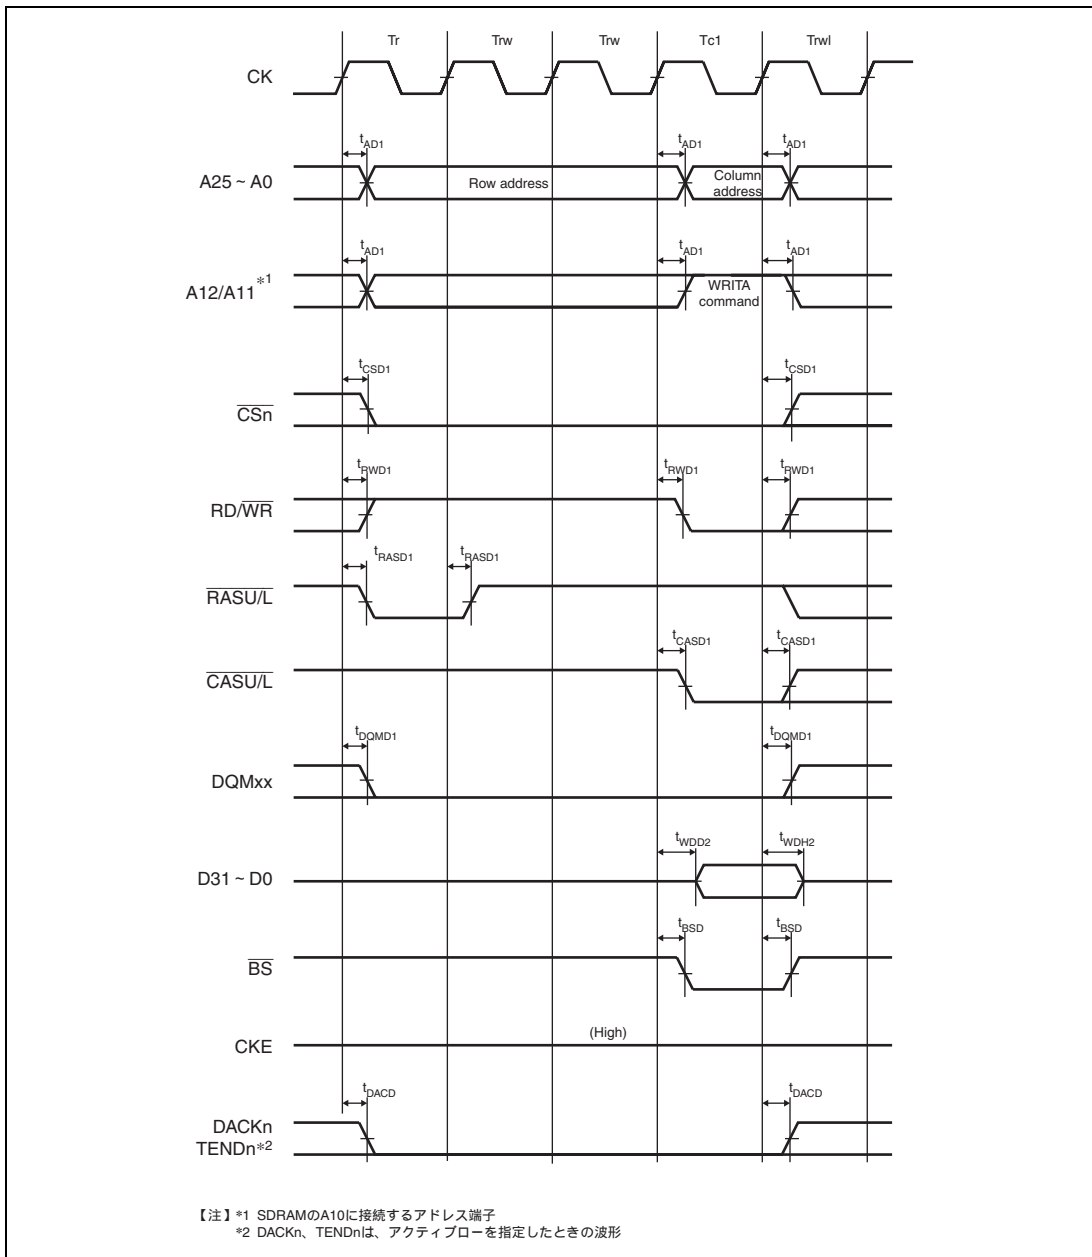 Tr Trw Trw Tc1 Trwl
CK
tAD1 tAD1 tAD1
A25 ~ A0 Row address Column address
tAD1 tAD1 tAD1
A12/A11*1 WRITA command
tCSD1 tCSD1
CSn
tRWD1 tRWD1 tRWD1
RD/WR
tRASD1 tRASD1
RASU/L
tCASD1 tCASD1
CASU/L
tDQMD1 tDQMD1
DQMxx
tWDD2 tWDH2
D31 ~ D0
tBSD tBSD
BS
(High)
CKE
tDACD tDACD
DACKn
TENDn*2
【注】*1 SDRAMのA10に接続するアドレス端子
*2 DACKn、TENDnは、アクティブローを指定したときの波形